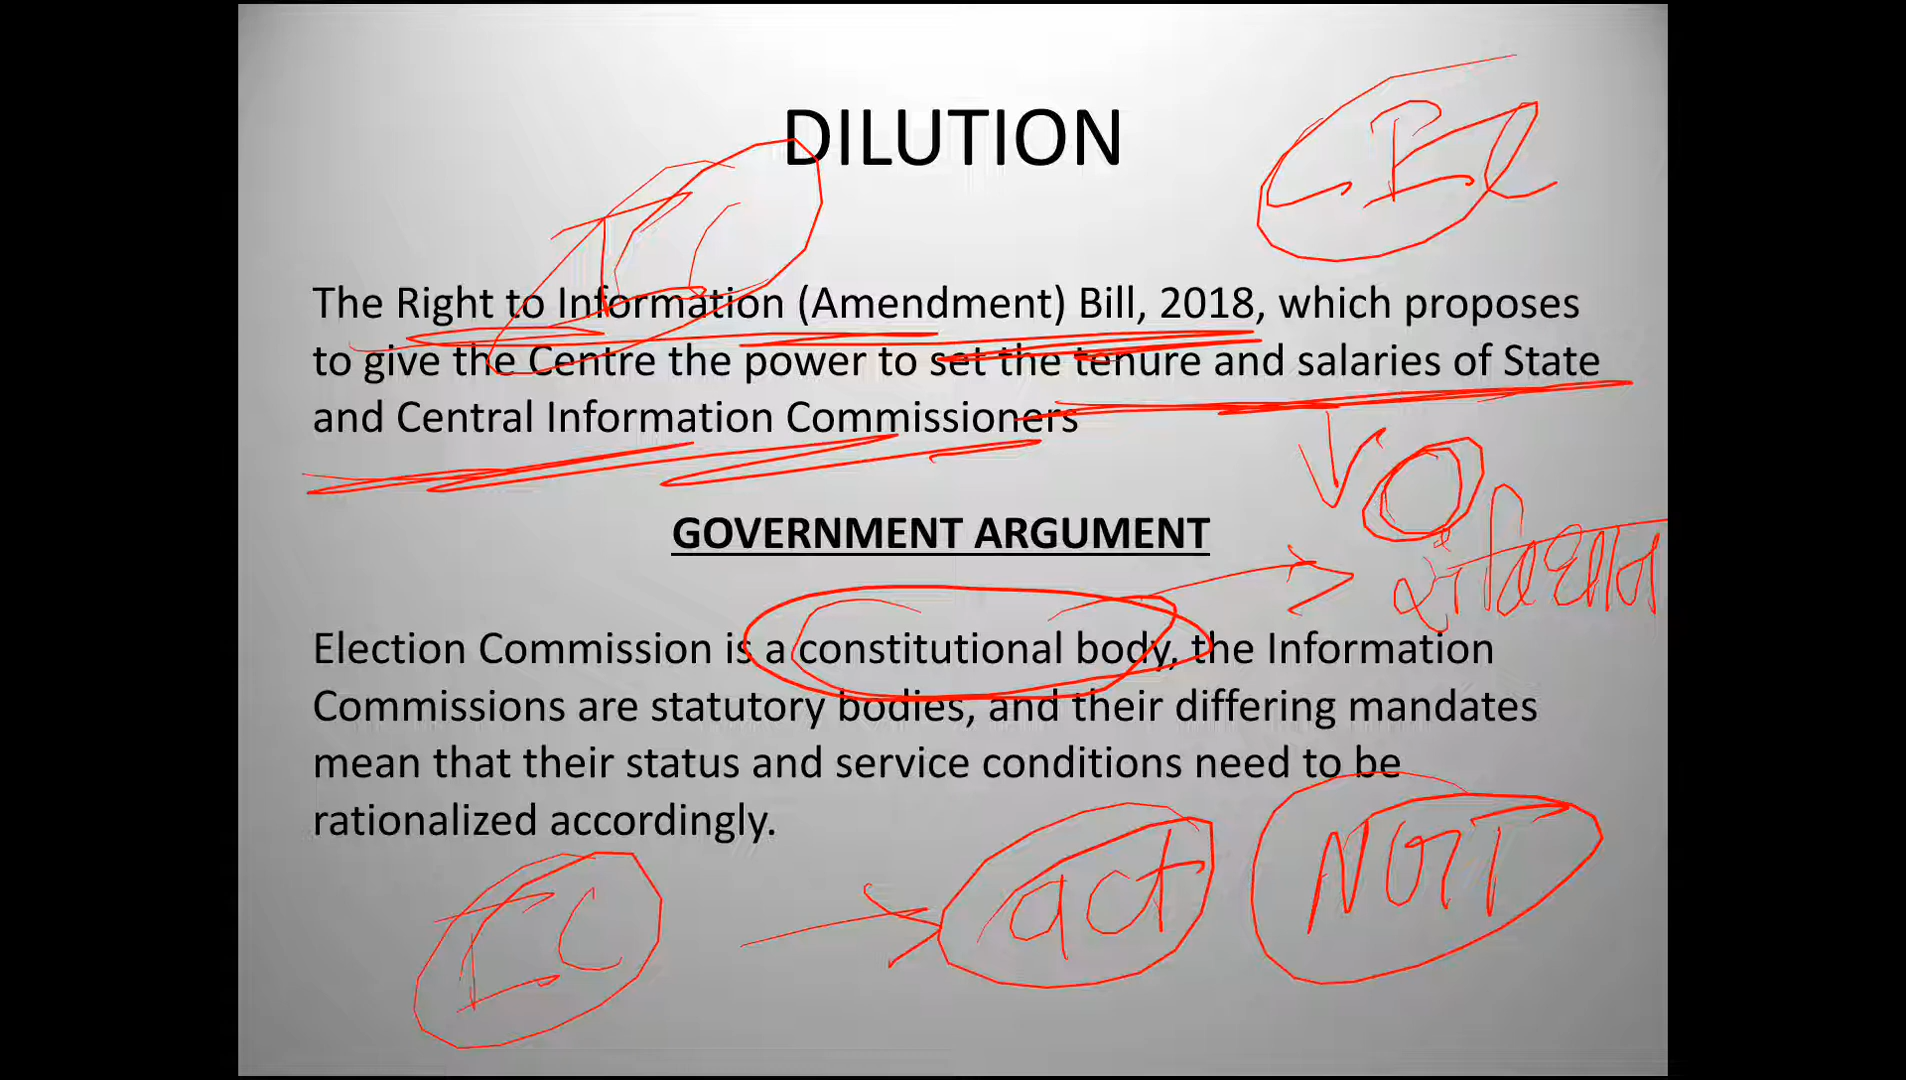 DILUTION
IC
The Right to Information (Amendment) Bill, 2018, which proposes
to give the Centre the power to set the tenure and salaries of State
and Central Information Commissioners
GOVERNMENT ARGUMENT
संविधान
Election Commission is a constitutional body, the Information
Commissions are statutory bodies, and their differing mandates
mean that their status and service conditions need to be
rationalized accordingly.
IC
act
NOT